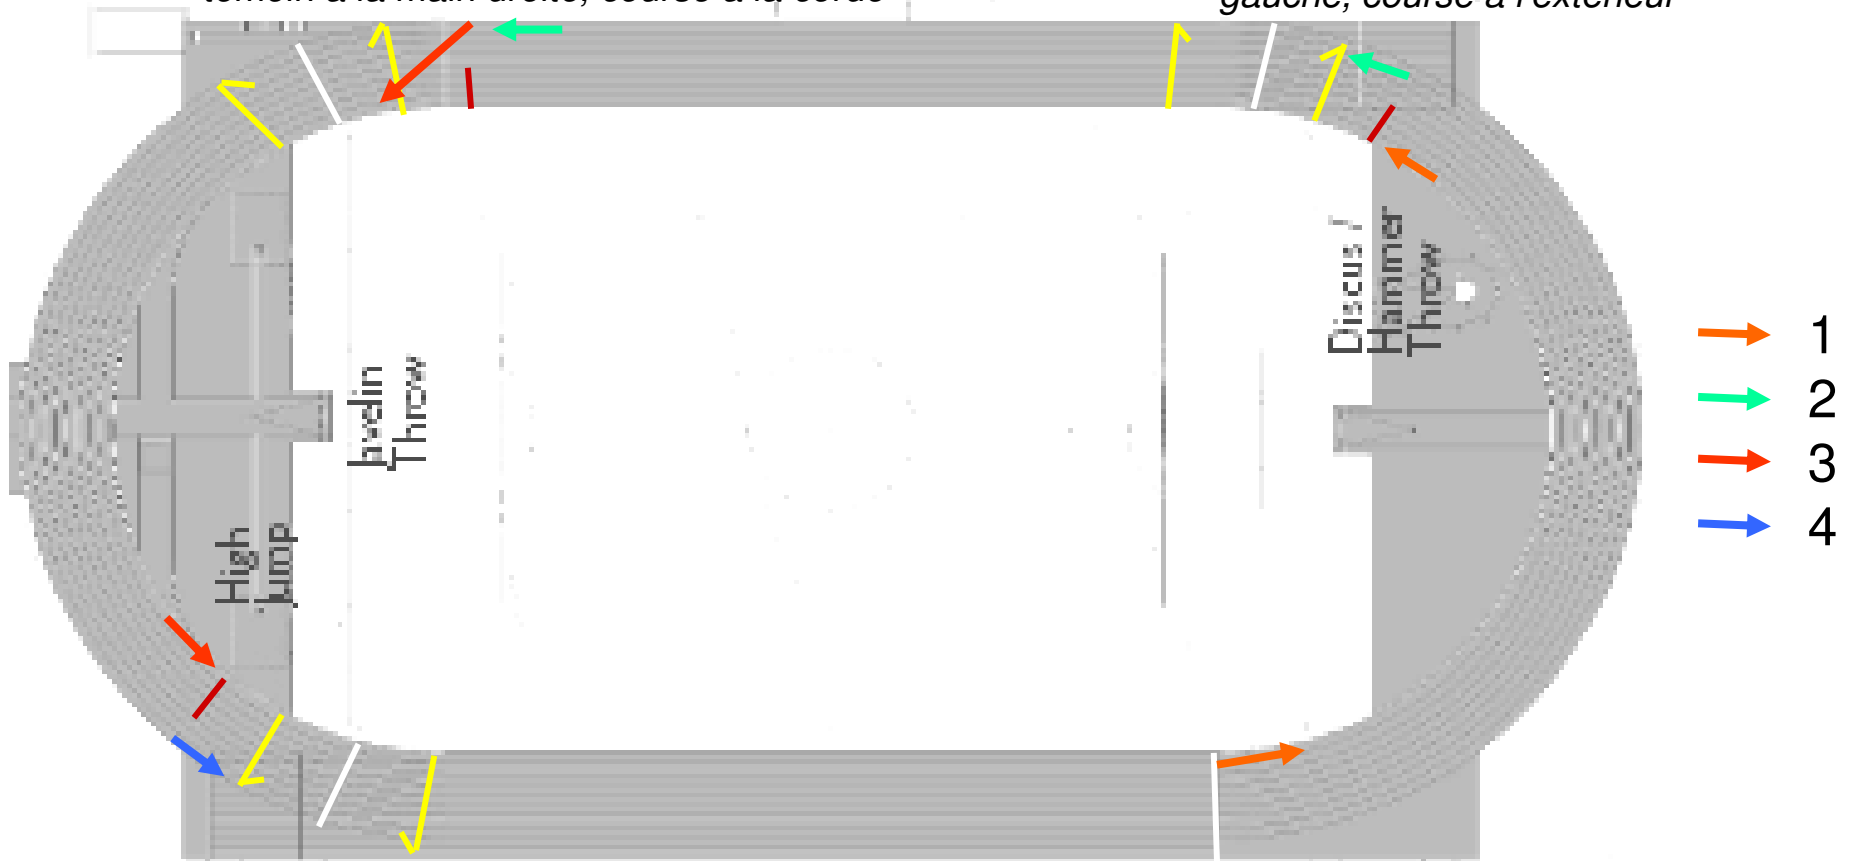 témoin à la main droite, course à la corde
gauche, course à l'extérieur
Discus /
Hammer
Throw
Javelin
Throw
High
Jump
1
2
3
4